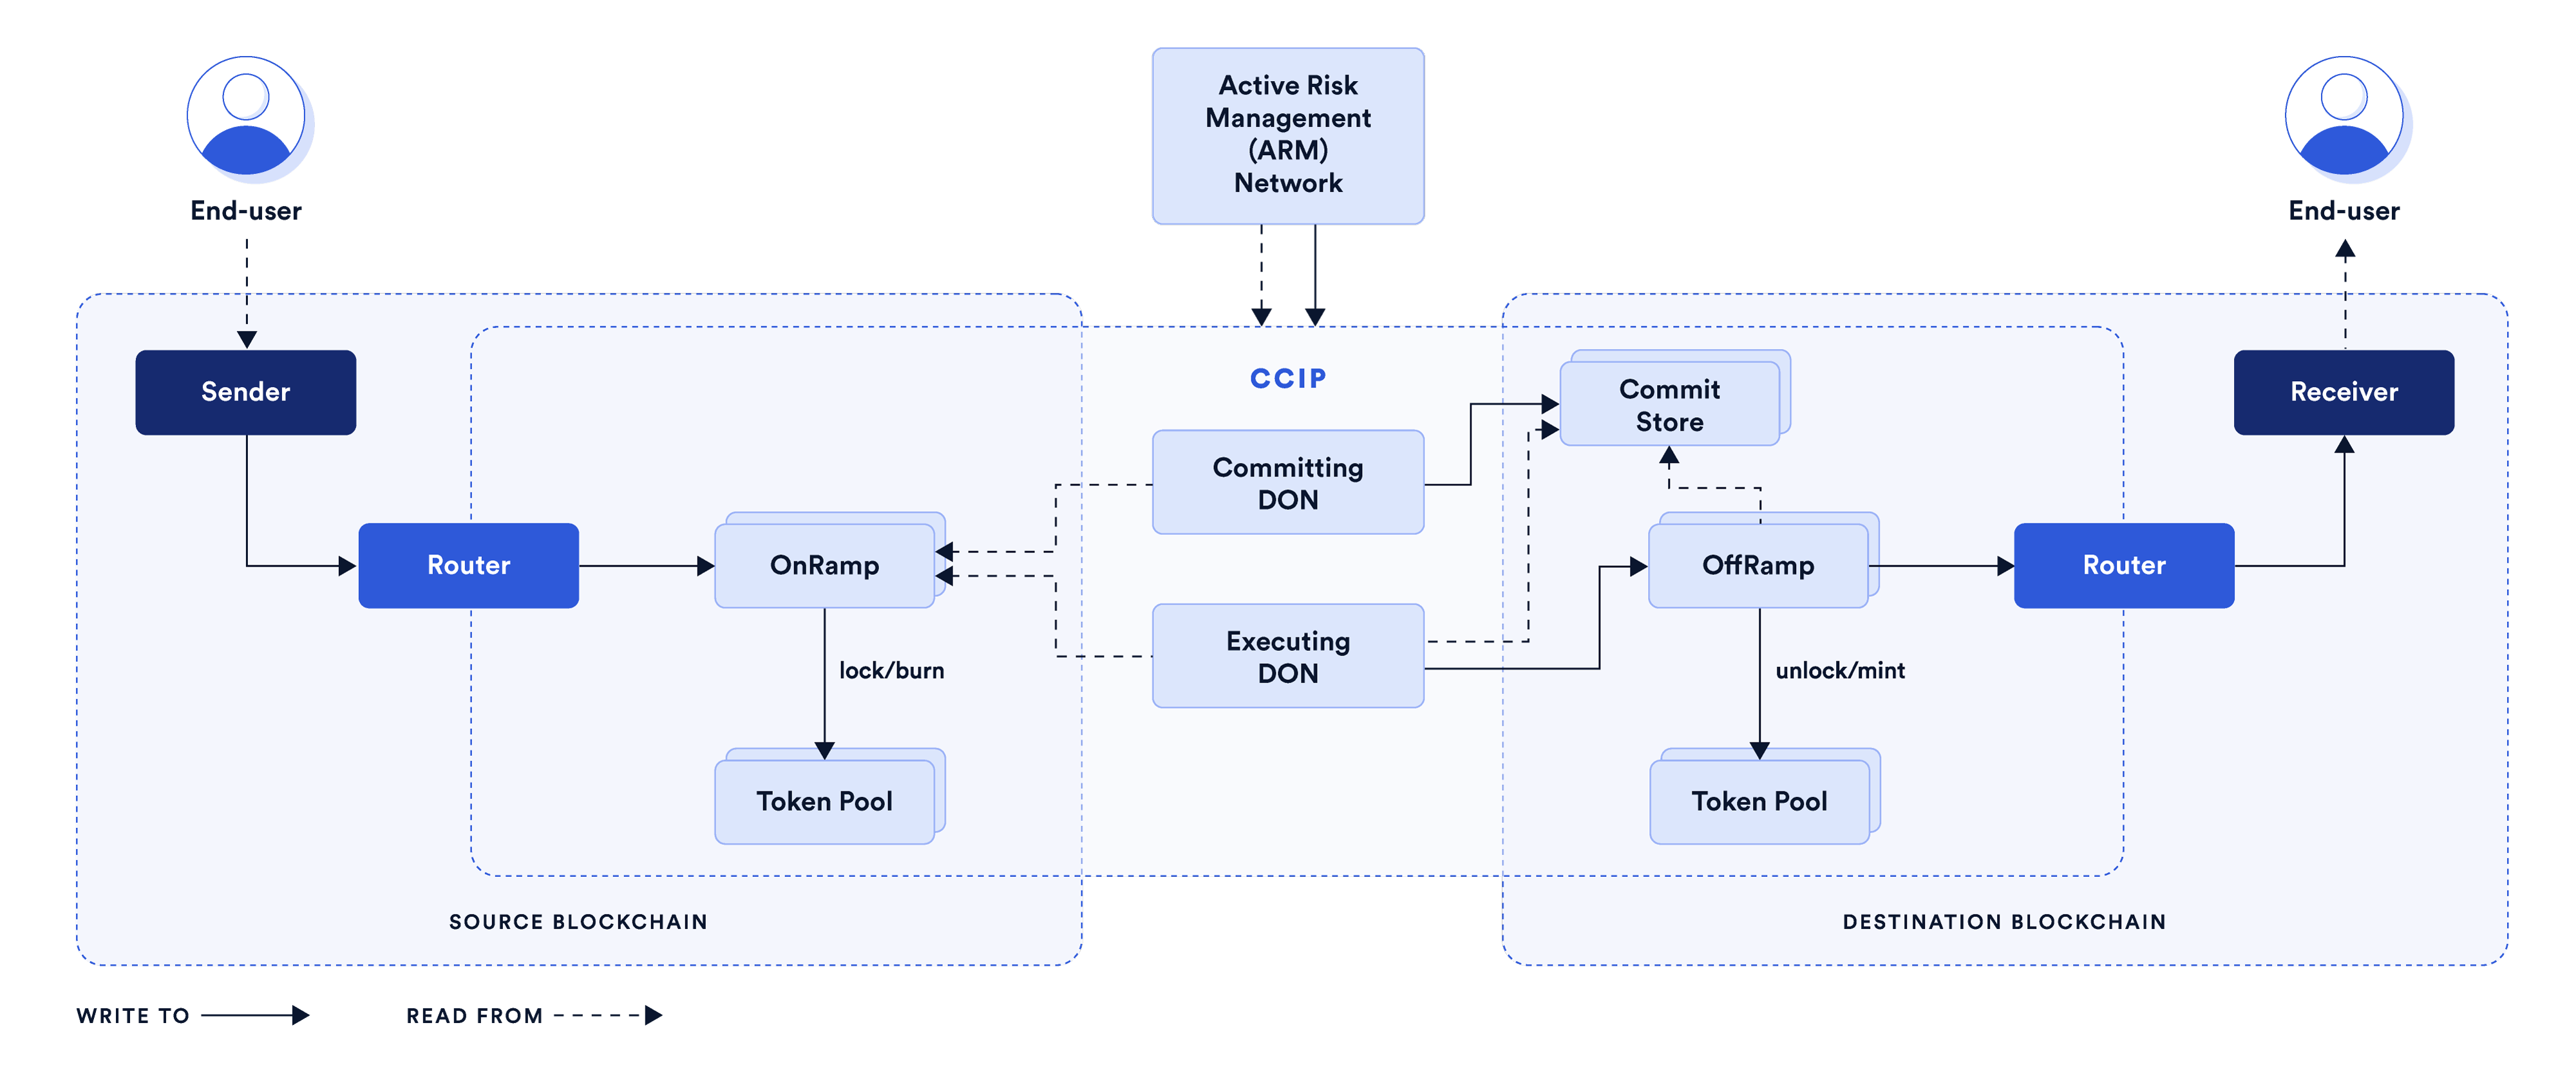 Active Risk
Management
(ARM)
Network
End-user
End-user
Sender
CCIP
Commit
Store
Receiver
Committing
DON
Router
OnRamp
OffRamp
Router
Executing
DON
lock/burn
unlock/mint
Token Pool
Token Pool
SOURCE BLOCKCHAIN
DESTINATION BLOCKCHAIN
WRITE TO
READ FROM